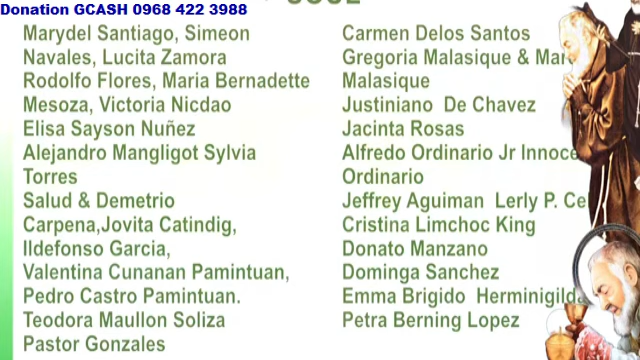 Donation GCASH 0968 422 3988
Marydel Santiago, Simeon
Navales, Lucita Zamora
Rodolfo Flores, Maria Bernadette
Mesoza, Victoria Nicdao
Elisa Sayson Nuñez
Alejandro Mangligot Sylvia
Torres
Salud & Demetrio
Carpena,Jovita Catindig,
Ildefonso Garcia,
Valentina Cunanan Pamintuan,
Pedro Castro Pamintuan.
Teodora Maullon Soliza
Pastor Gonzales
Carmen Delos Santos
Gregoria Malasique &
Malasique
Justiniano De Chavez
Jacinta Rosas
Alfredo Ordinario Jr
Ordinario
Jeffrey Aguiman Lerly P.
Cristina Limchoc King
Donato Manzano
Dominga Sanchez
Emma Brigido
Petra Berning Lopez